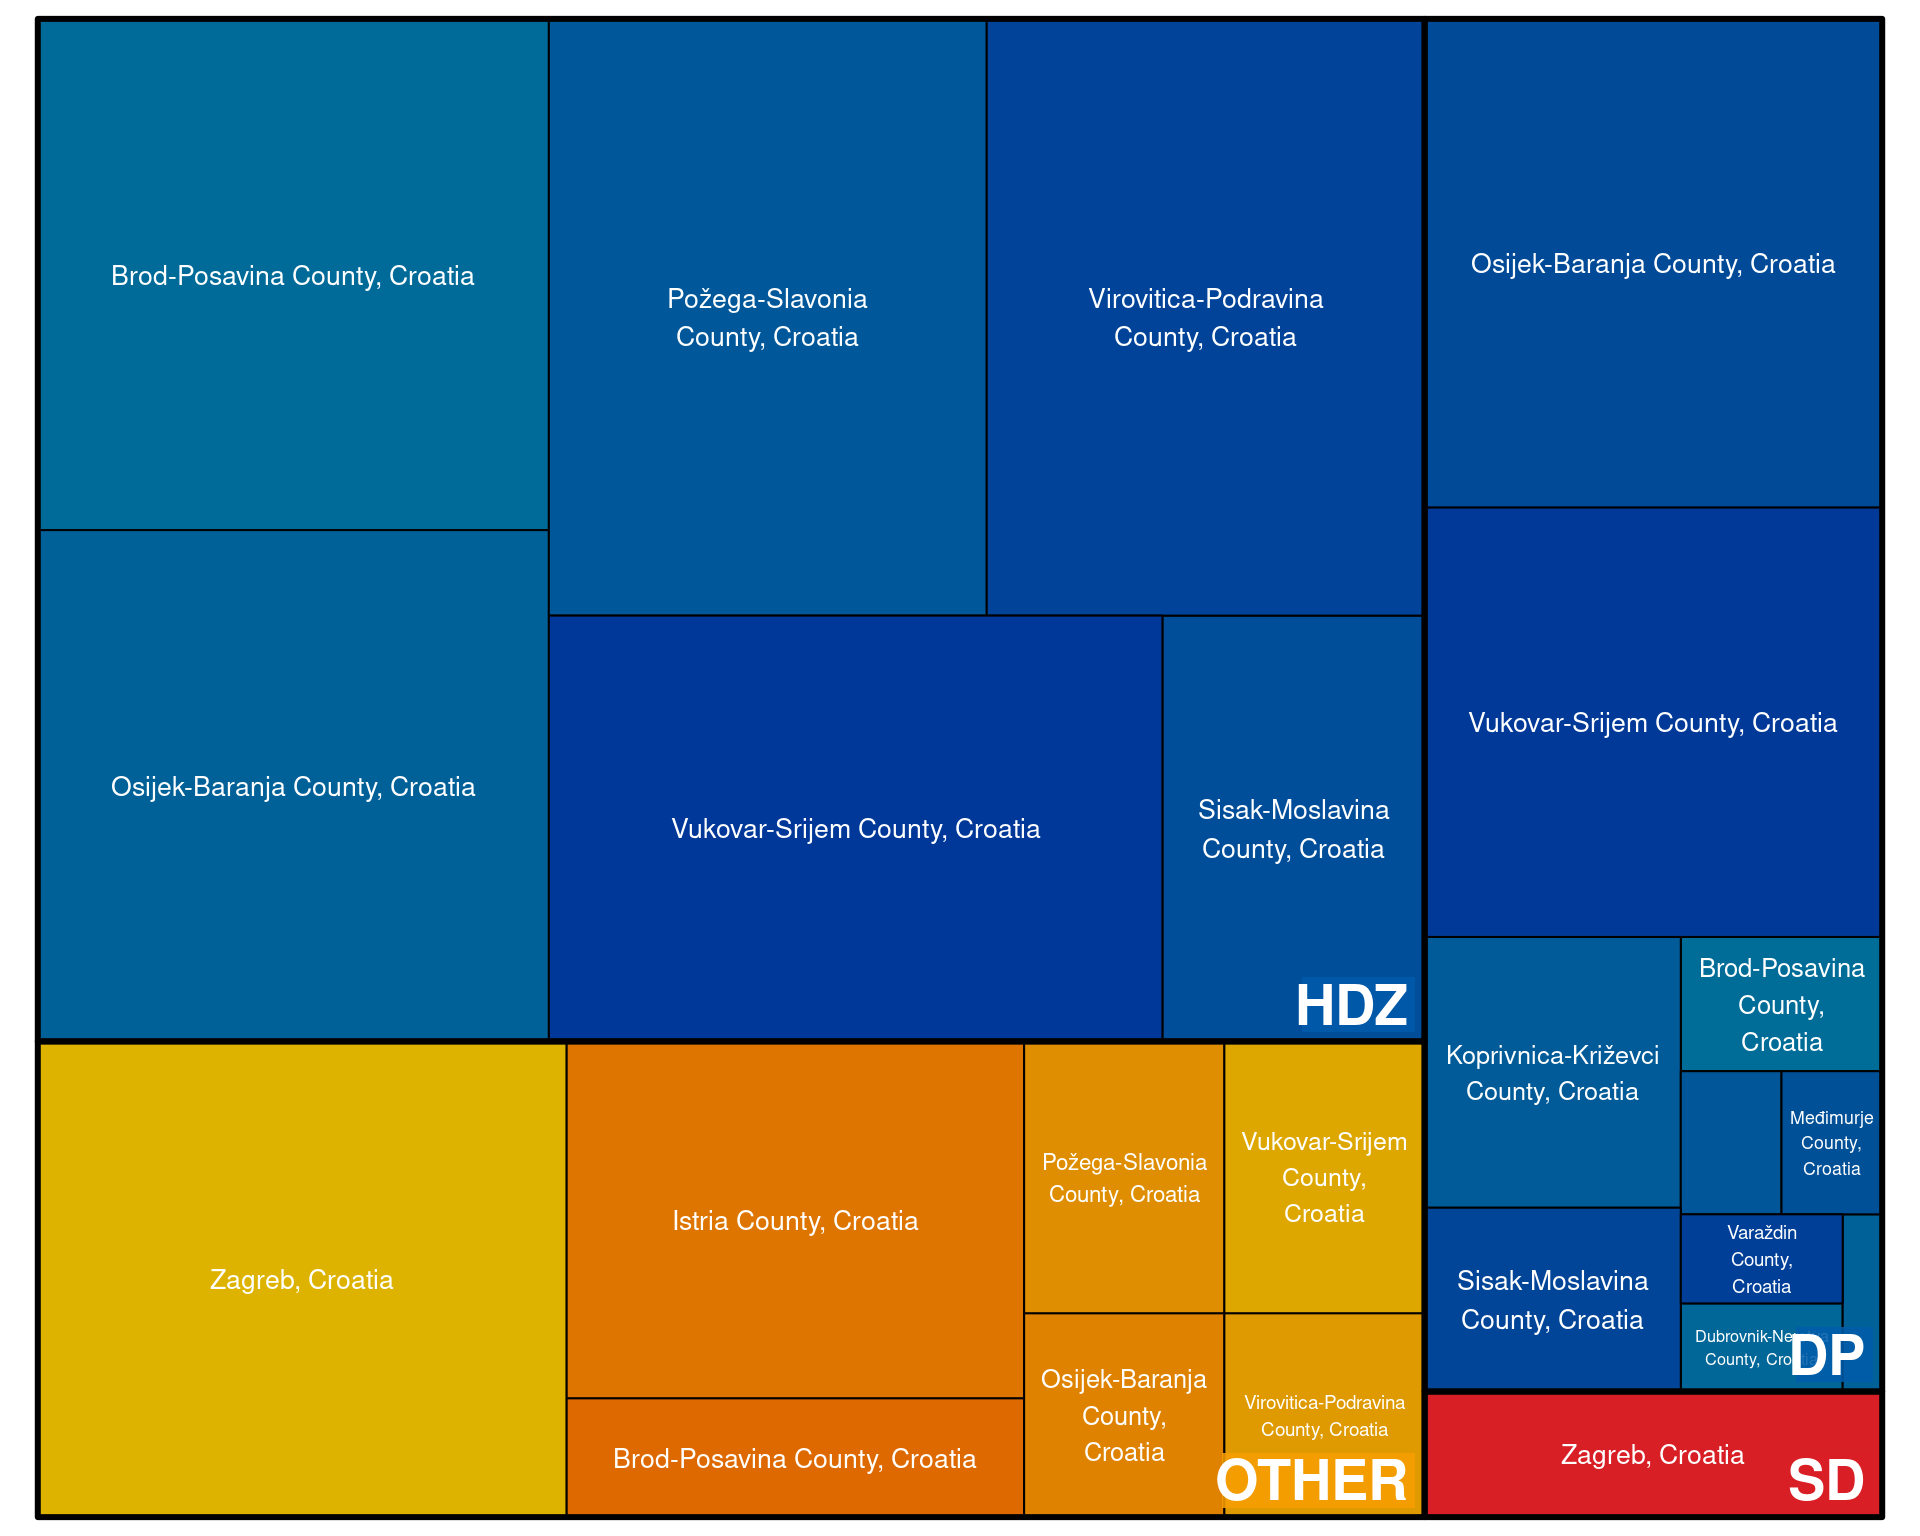 Brod-Posavina County, Croatia
Požega-Slavonia
County, Croatia
Virovitica-Podravina
County, Croatia
Osijek-Baranja County, Croatia
Vukovar-Srijem County, Croatia
Sisak-Moslavina
County, Croatia
HDZ
Osijek-Baranja County, Croatia
Vukovar-Srijem County, Croatia
Koprivnica-Križevci
County, Croatia
Brod-Posavina
County,
Croatia
Međimurje
County,
Croatia
Sisak-Moslavina
County, Croatia
Varaždin
County,
Croatia
Dubrovnik-
County,
DP
Zagreb, Croatia
Istria County, Croatia
Brod-Posavina County, Croatia
Požega-Slavonia
County, Croatia
Vukovar-Srijem
County,
Croatia
Osijek-Baranja
County,
Croatia
Virovitica-Podravina
County, Croatia
OTHER
Zagreb, Croatia
SD